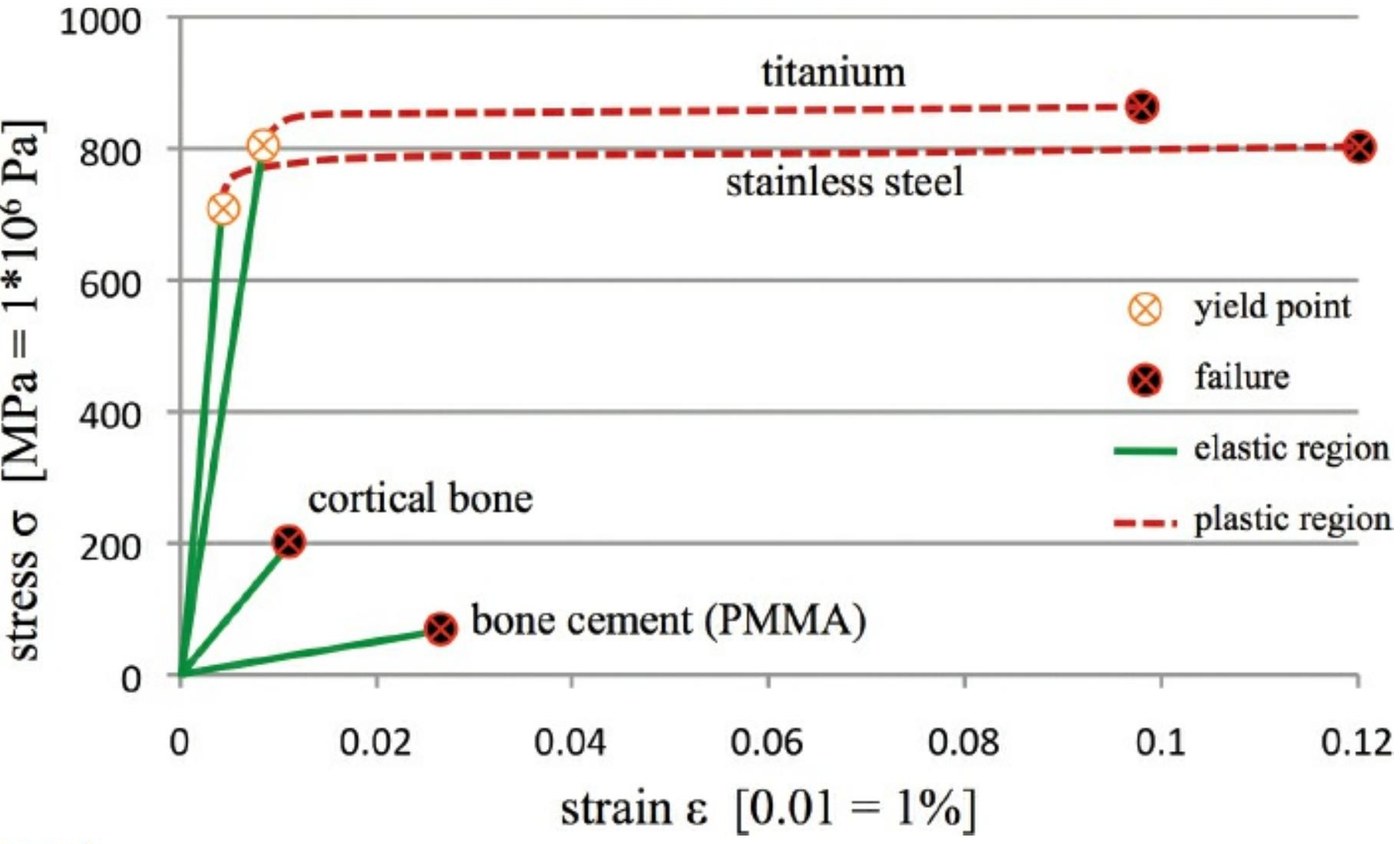 1000
800
600
400
200
0
stress σ [MPa = 1*10⁶ Pa]
titanium
stainless steel
yield point
failure
elastic region
plastic region
cortical bone
bone cement (PMMA)
0 0.02 0.04 0.06 0.08 0.1 0.12
strain ε [0.01 = 1%]